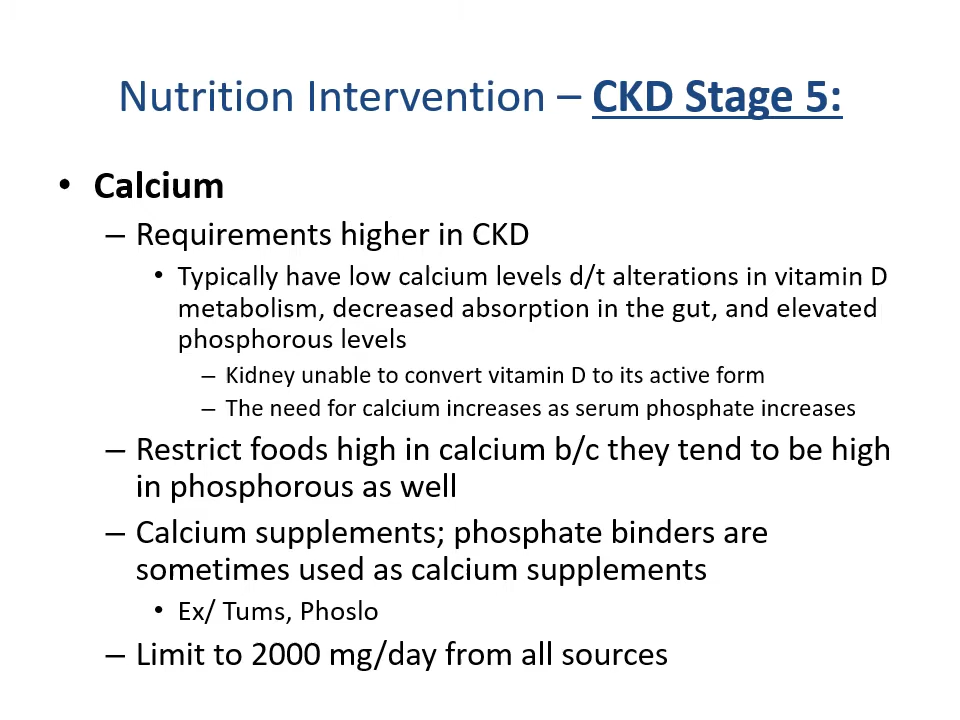 Nutrition Intervention – CKD Stage 5:
• Calcium
– Requirements higher in CKD
• Typically have low calcium levels d/t alterations in vitamin D
metabolism, decreased absorption in the gut, and elevated
phosphorous levels
– Kidney unable to convert vitamin D to its active form
– The need for calcium increases as serum phosphate increases
– Restrict foods high in calcium b/c they tend to be high
in phosphorous as well
– Calcium supplements; phosphate binders are
sometimes used as calcium supplements
• Ex/ Tums, Phoslo
– Limit to 2000 mg/day from all sources